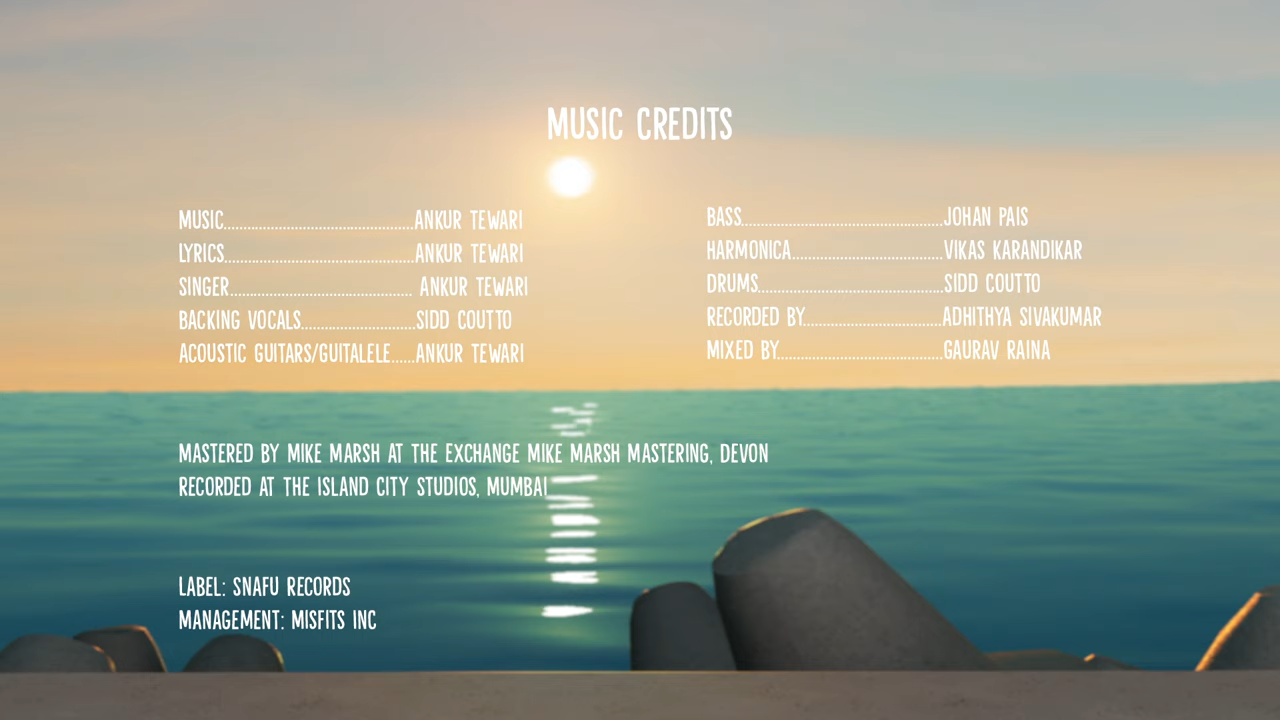 MUSIC CREDITS
MUSIC................................................ANKUR TEWARI
LYRICS................................................ANKUR TEWARI
SINGER.............................................. ANKUR TEWARI
BACKING VOCALS.............................SIDD COUTTO
ACOUSTIC GUITARS/GUITALELE......ANKUR TEWARI
BASS...................................................JOHAN PAIS
HARMONICA......................................VIKAS KARANDIKAR
DRUMS...............................................SIDD COUTTO
RECORDED BY...................................ADHITHYA SIVAKUMAR
MIXED BY..........................................GAURAV RAINA
MASTERED BY MIKE MARSH AT THE EXCHANGE MIKE MARSH MASTERING, DEVON
RECORDED AT THE ISLAND CITY STUDIOS, MUMBAI
LABEL: SNAFU RECORDS
MANAGEMENT: MISFITS INC